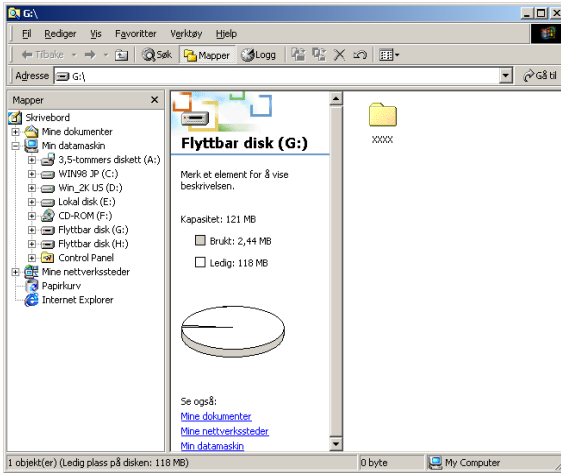 G:\
Fil Rediger Vis Favoritter Verktøy Hjelp
Tilbake Søk Mapper Logg
Adresse G:\ Gå til
Mapper x
Skrivebord
Mine dokumenter
Min datamaskin
3,5-tommers diskett (A:)
WIN98 JP (C:)
Win_2K US (D:)
Lokal disk (E:)
CD-ROM (F:)
Flyttbar disk (G:)
Flyttbar disk (H:)
Control Panel
Mine nettverkssteder
Papirkurv
Internet Explorer
Flyttbar disk (G:)
Merk et element for å vise
beskrivelsen.
Kapasitet: 121 MB
Brukt: 2,44 MB
Ledig: 118 MB
Se også:
Mine dokumenter
Mine nettverkssteder
Min datamaskin
xxxx
1 objekt(er) (Ledig plass på disken: 118 MB) 0 byte My Computer